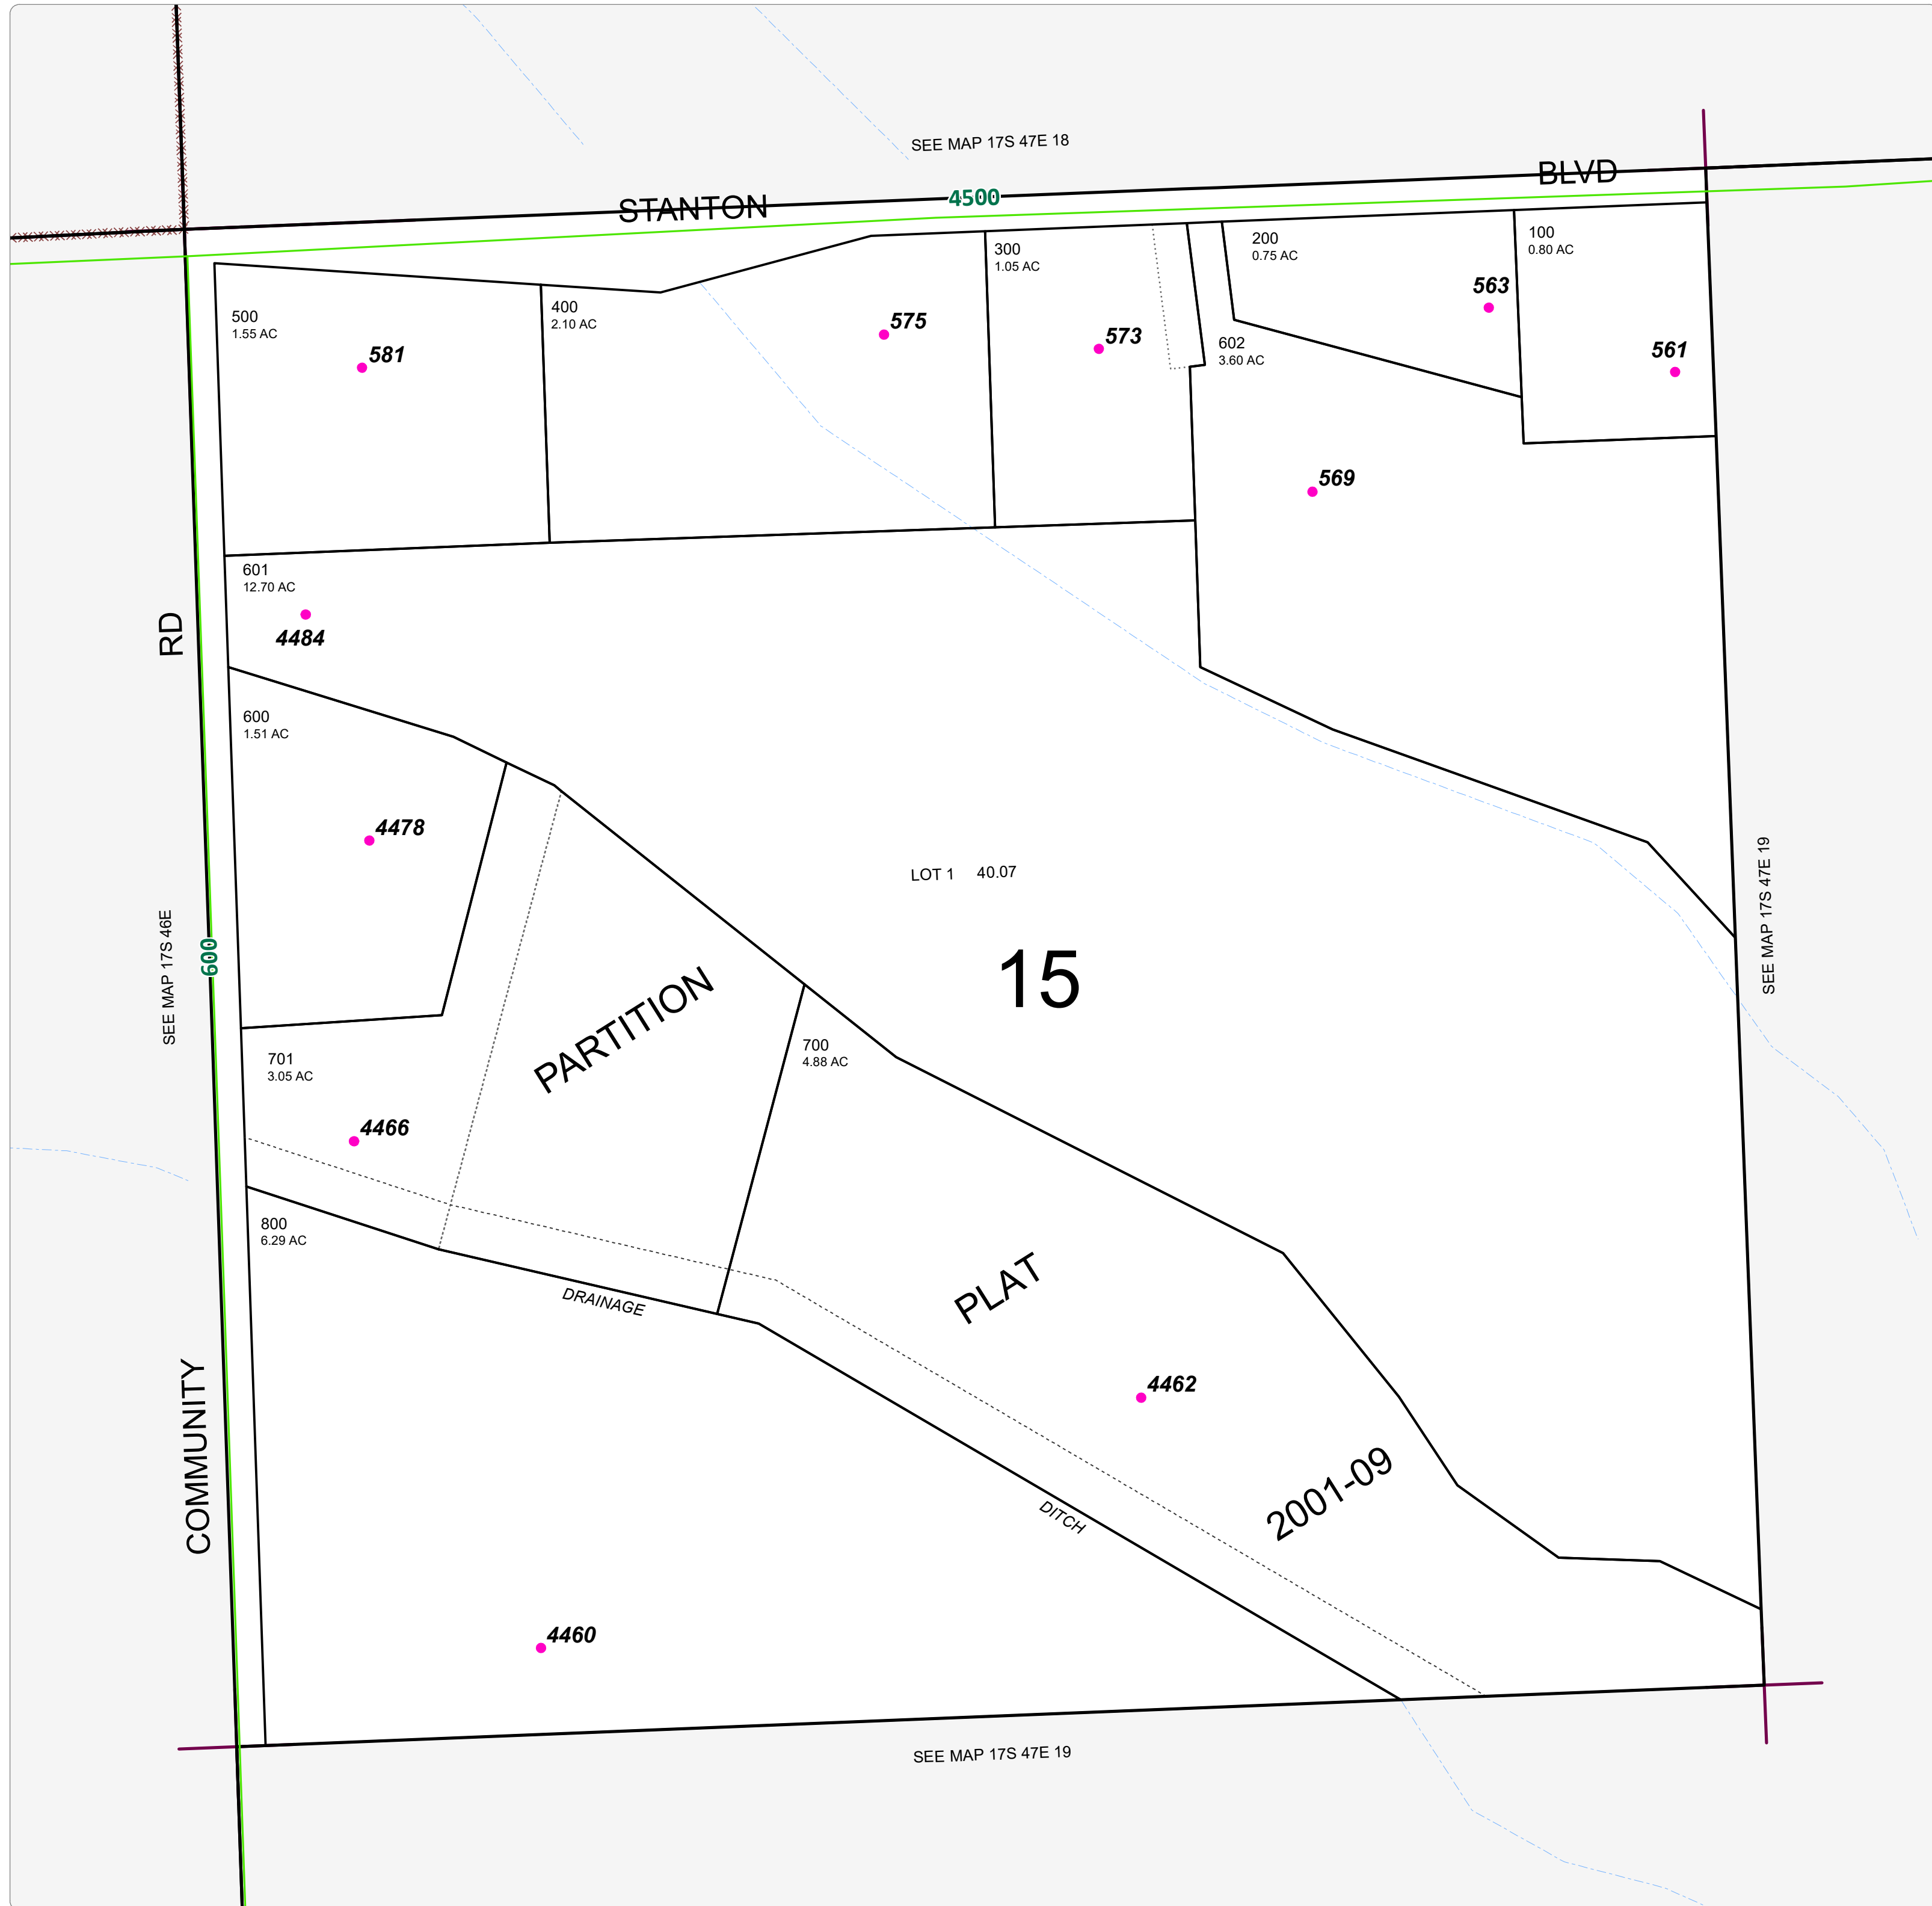 SEE MAP 17S 47E 18
STANTON
4500
BLVD
500
1.55 AC
581
400
2.10 AC
575
300
1.05 AC
573
200
0.75 AC
563
100
0.80 AC
561
602
3.60 AC
569
601
12.70 AC
4484
RD
600
1.51 AC
4478
LOT 1 40.07
15
SEE MAP 17S 46E
600
SEE MAP 17S 47E 19
PARTITION
701
3.05 AC
4466
700
4.88 AC
800
6.29 AC
DRAINAGE
PLAT
4462
COMMUNITY
2001-09
DITCH
4460
SEE MAP 17S 47E 19